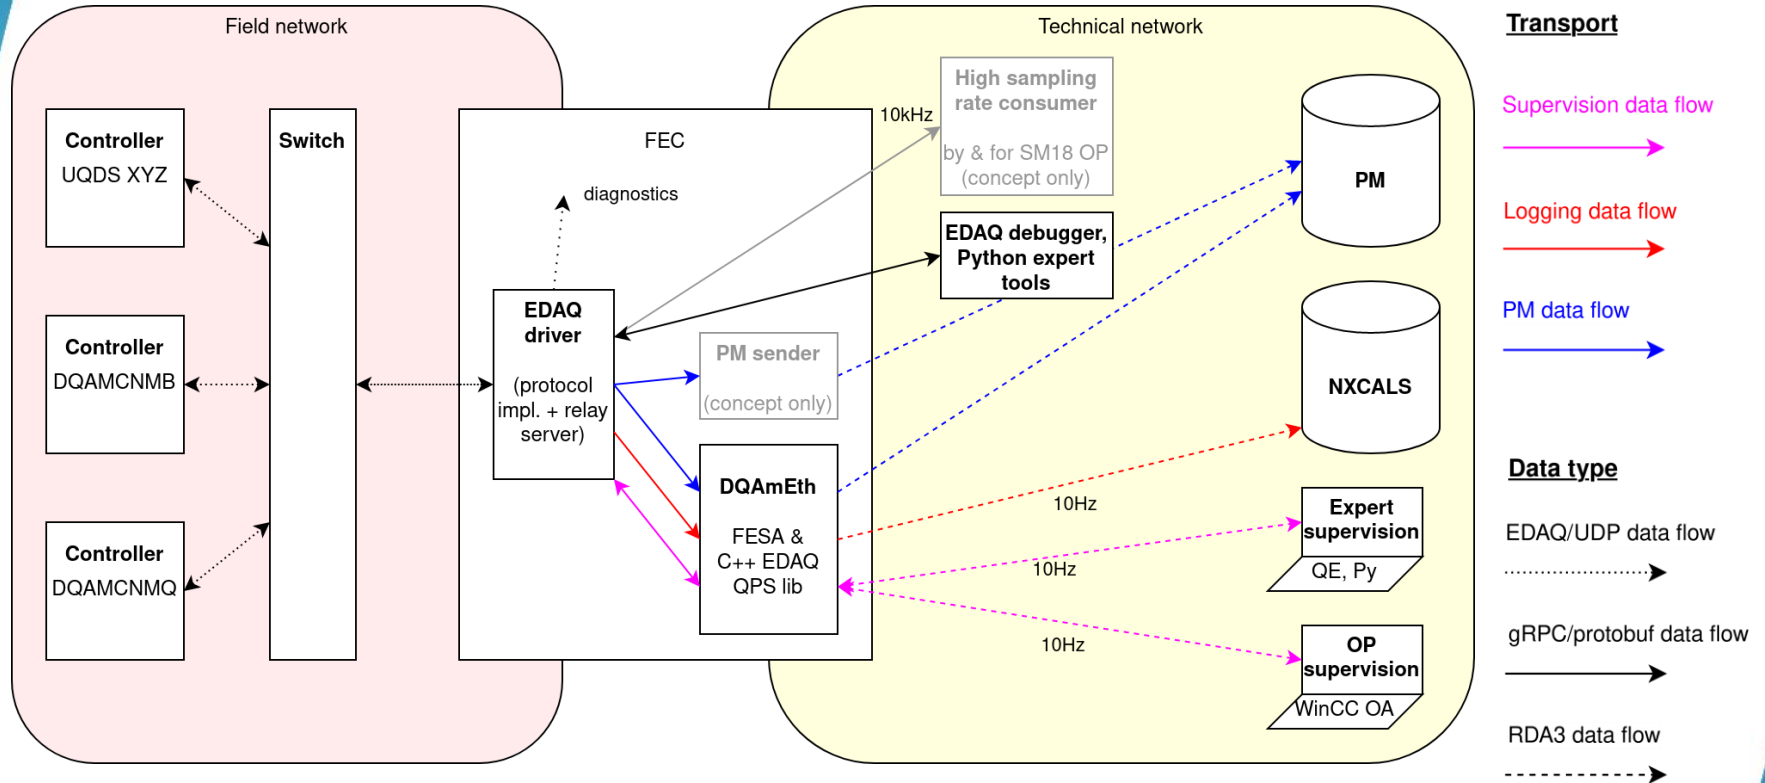 Field network
Technical network
Transport
Controller
UQDS XYZ
Switch
FEC
10kHz
High sampling
rate consumer
by & for SM18 OP
(concept only)
PM
Supervision data flow
diagnostics
Logging data flow
EDAQ debugger,
Python expert
tools
EDAQ
driver
(protocol
impl. + relay
server)
PM data flow
Controller
DQAMCNMB
PM sender
(concept only)
NXCALS
DQAmEth
FESA &
C++ EDAQ
QPS lib
10Hz
10Hz
10Hz
Data type
Expert
supervision
QE, Py
EDAQ/UDP data flow
Controller
DQAMCNMQ
OP
supervision
WinCC OA
gRPC/protobuf data flow
RDA3 data flow